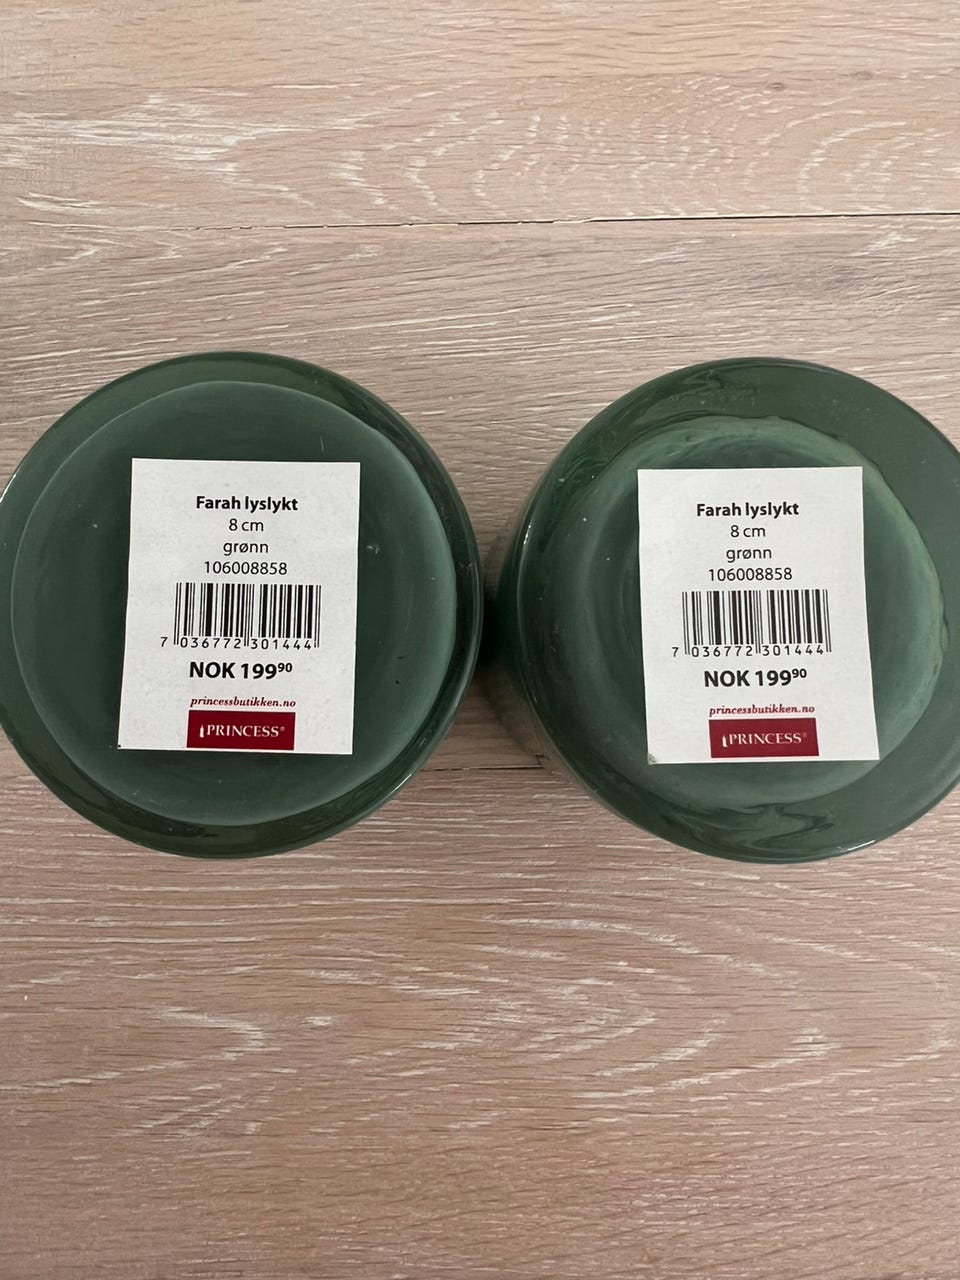 Farah lyslykt
8 cm
grønn
106008858
7 036772 301444
NOK 199⁹⁰
princessbutikken.no
PRINCESS®
Farah lyslykt
8 cm
grønn
106008858
7 036772 301444
NOK 199⁹⁰
princessbutikken.no
PRINCESS®